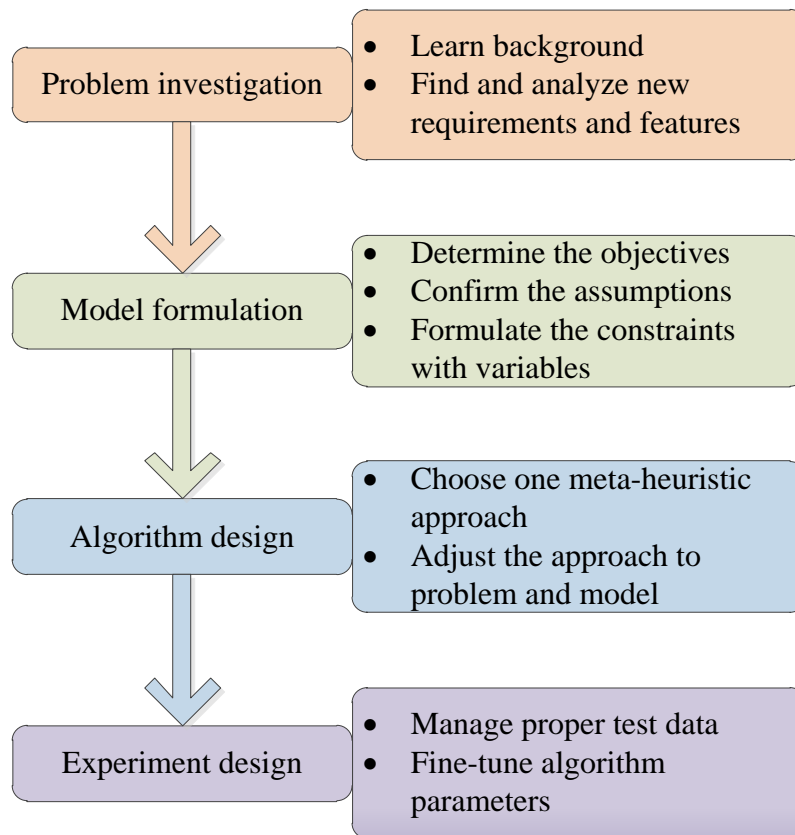 Problem investigation
• Learn background
• Find and analyze new
requirements and features
Model formulation
• Determine the objectives
• Confirm the assumptions
• Formulate the constraints
with variables
Algorithm design
• Choose one meta-heuristic
approach
• Adjust the approach to
problem and model
Experiment design
• Manage proper test data
• Fine-tune algorithm
parameters